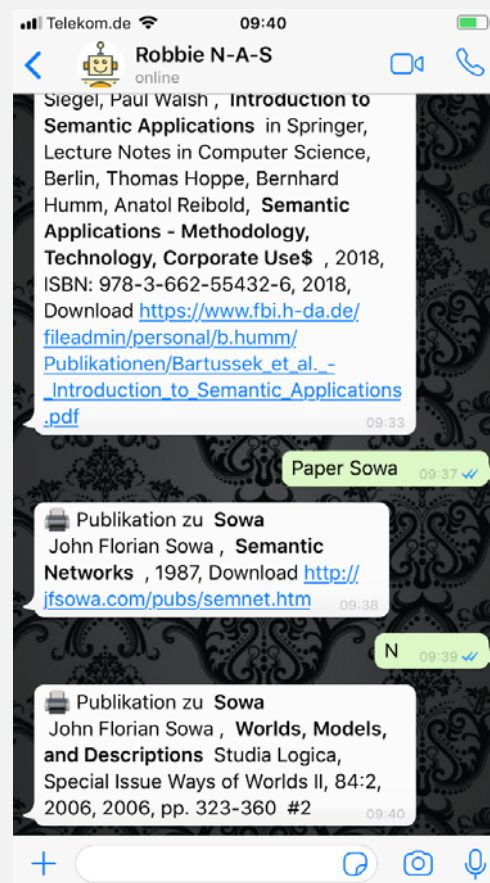 Telekom.de 09:40
Robbie N-A-S
online
Siegel, Paul Walsh , Introduction to
Semantic Applications in Springer,
Lecture Notes in Computer Science,
Berlin, Thomas Hoppe, Bernhard
Humm, Anatol Reibold, Semantic
Applications - Methodology,
Technology, Corporate Use$ , 2018,
ISBN: 978-3-662-55432-6, 2018,
Download https://www.fbi.h-da.de/
fileadmin/personal/b.humm/
Publikationen/Bartussek_et_al._-
_Introduction_to_Semantic_Applications
.pdf 09:33
Paper Sowa 09:37
Publikation zu Sowa
John Florian Sowa , Semantic
Networks , 1987, Download http://
jfsowa.com/pubs/semnet.htm 09:38
N 09:39
Publikation zu Sowa
John Florian Sowa , Worlds, Models,
and Descriptions Studia Logica,
Special Issue Ways of Worlds II, 84:2,
2006, 2006, pp. 323-360 #2 09:40